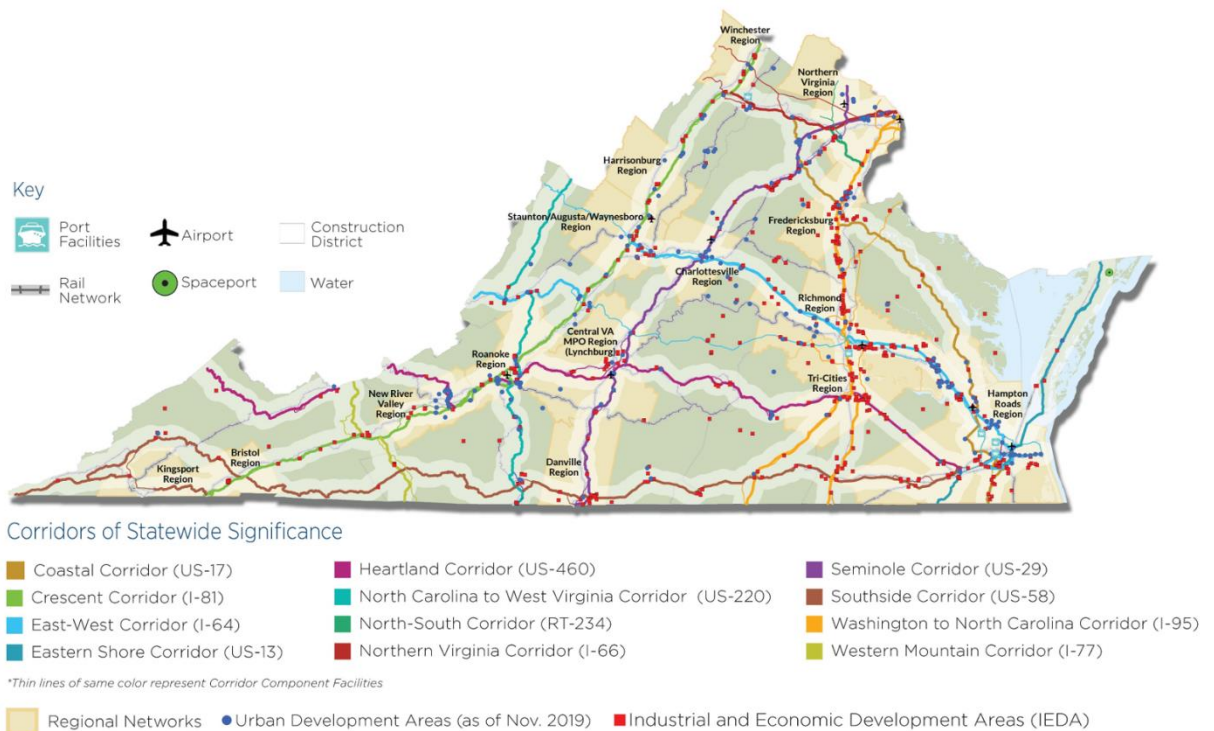 Winchester
Region
Northern
Virginia
Region
Harrisonburg
Region
Staunton/Augusta/Waynesboro
Region
Fredericksburg
Region
Charlottesville
Region
Richmond
Region
Central VA
MPO Region
(Lynchburg)
Roanoke
Region
Tri-Cities
Region
New River
Valley
Region
Hampton
Roads
Region
Bristol
Region
Kingsport
Region
Danville
Region
Key
Port
Facilities
Airport
Construction
District
Rail
Network
Spaceport
Water
Corridors of Statewide Significance
Coastal Corridor (US-17)
Crescent Corridor (I-81)
East-West Corridor (I-64)
Eastern Shore Corridor (US-13)
Heartland Corridor (US-460)
North Carolina to West Virginia Corridor (US-220)
North-South Corridor (RT-234)
Northern Virginia Corridor (I-66)
Seminole Corridor (US-29)
Southside Corridor (US-58)
Washington to North Carolina Corridor (I-95)
Western Mountain Corridor (I-77)
*Thin lines of same color represent Corridor Component Facilities
Regional Networks
Urban Development Areas (as of Nov. 2019)
Industrial and Economic Development Areas (IEDA)